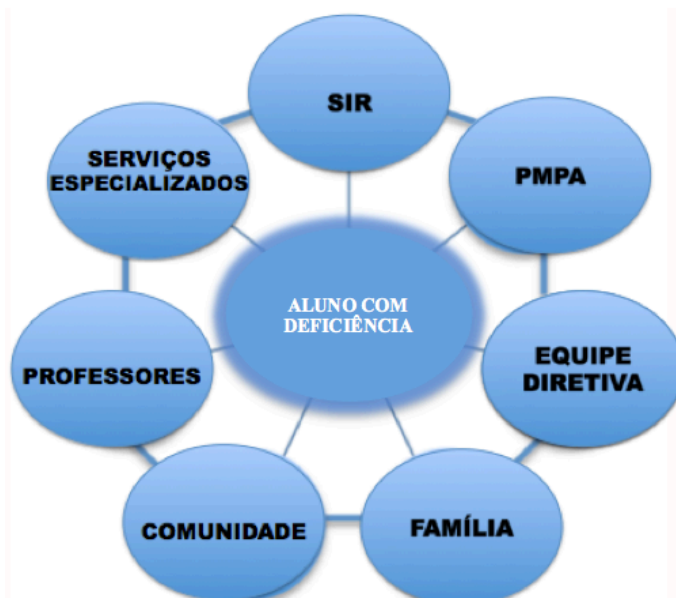 SIR
PMPA
EQUIPE
DIRETIVA
FAMÍLIA
COMUNIDADE
PROFESSORES
SERVIÇOS
ESPECIALIZADOS
ALUNO COM
DEFICIÊNCIA